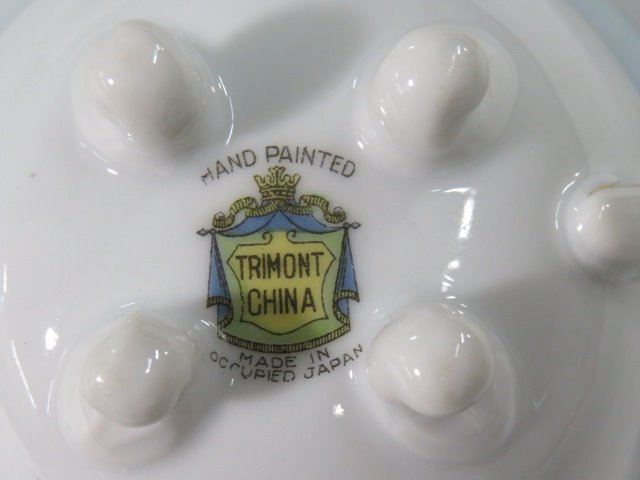 HAND PAINTED
TRIMONT
CHINA
MADE IN
OCCUPIED JAPAN